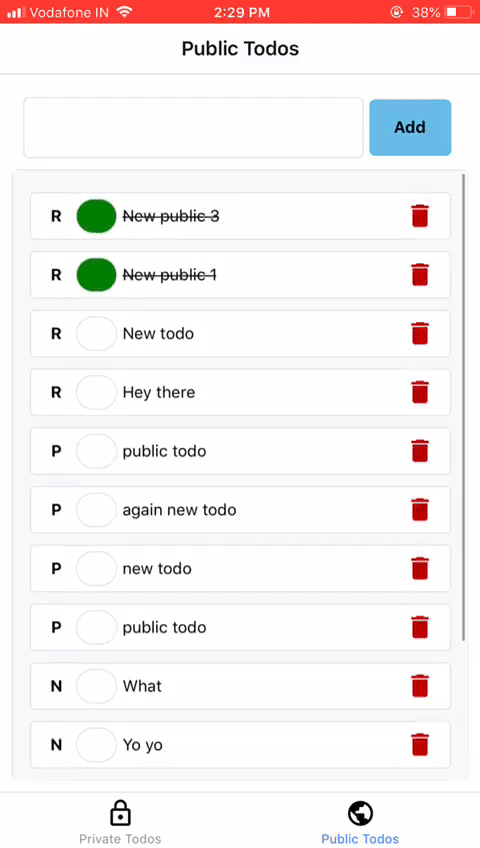 Vodafone IN 2:29 PM 38%
Public Todos
Add
R New public 3
R New public 1
R New todo
R Hey there
P public todo
P again new todo
P new todo
P public todo
N What
N Yo yo
Private Todos Public Todos